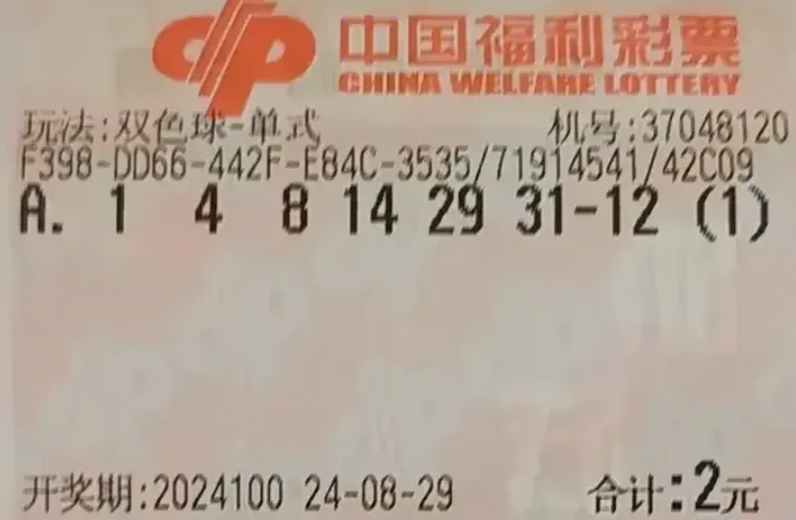 中国福利彩票
CHINA WELFARE LOTTERY
玩法:双色球-单式 机号:37048120
F398-DD66-442F-E84C-3535/71914541/42C09
A. 1 4 8 14 29 31-12 (1)
开奖期:2024100 24-08-29 合计:2元